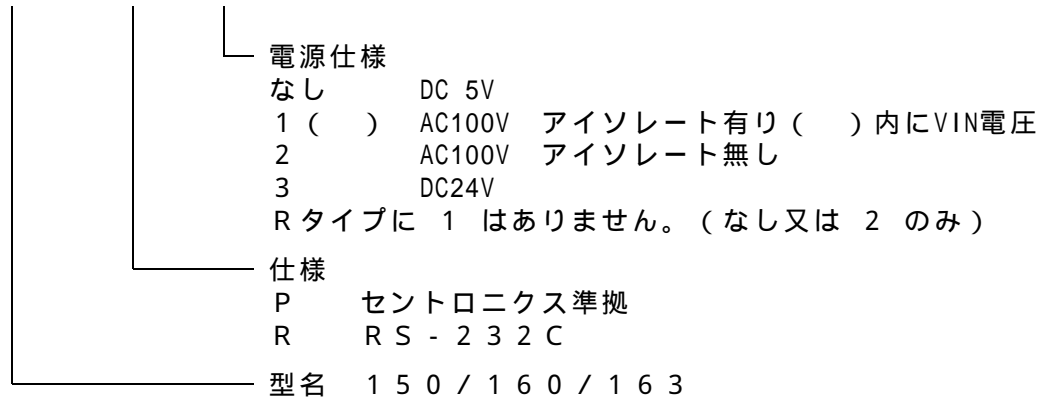 電源仕様
なし DC 5V
1（ ） AC100V アイソレート有り（ ）内にVIN電圧
2 AC100V アイソレート無し
3 DC24V
Rタイプに 1 はありません。（なし又は 2 のみ）
仕様
P セントロニクス準拠
R RS-232C
型名 150/160/163